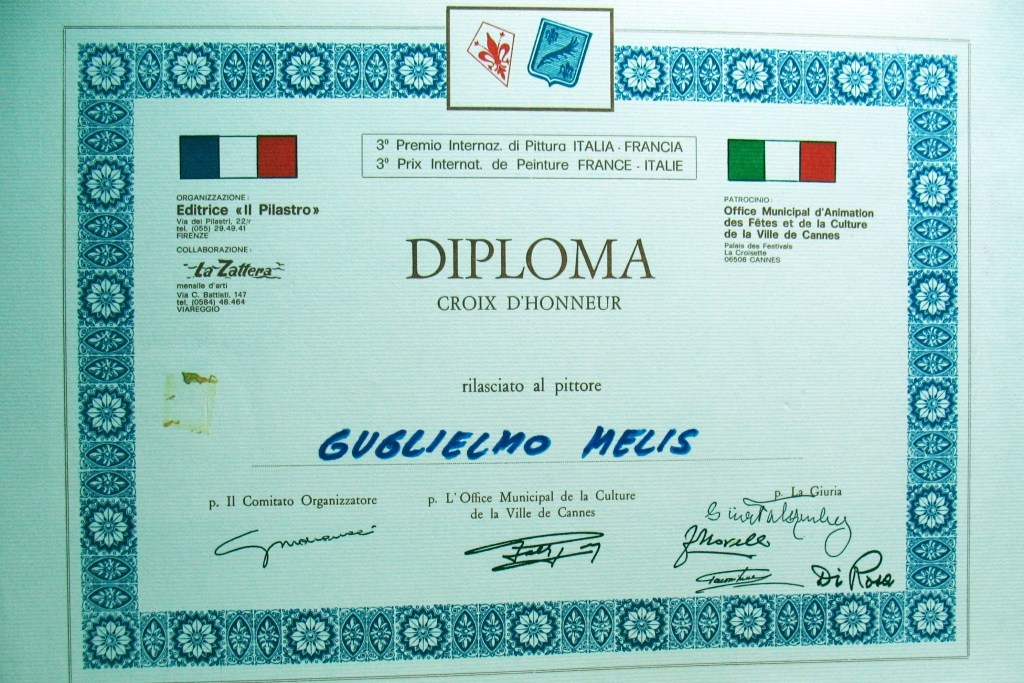 3º Premio Internaz. di Pittura ITALIA - FRANCIA
3º Prix Internat. de Peinture FRANCE - ITALIE
ORGANIZZAZIONE:
Editrice «Il Pilastro»
Via dei Pilastri, 22/r
tel. (055) 29.49.41
FIRENZE
COLLABORAZIONE:
La Zattera
mensile d'arti
Via C. Battisti, 147
tel. (0584) 48.464
VIAREGGIO
PATROCINIO:
Office Municipal d'Animation
des Fêtes et de la Culture
de la Ville de Cannes
Palais des Festivals
La Croisette
06508 CANNES
DIPLOMA
CROIX D'HONNEUR
rilasciato al pittore
GUGLIELMO MELIS
p. Il Comitato Organizzatore
p. L'Office Municipal de la Culture
de la Ville de Cannes
p. La Giuria
Di Rosa